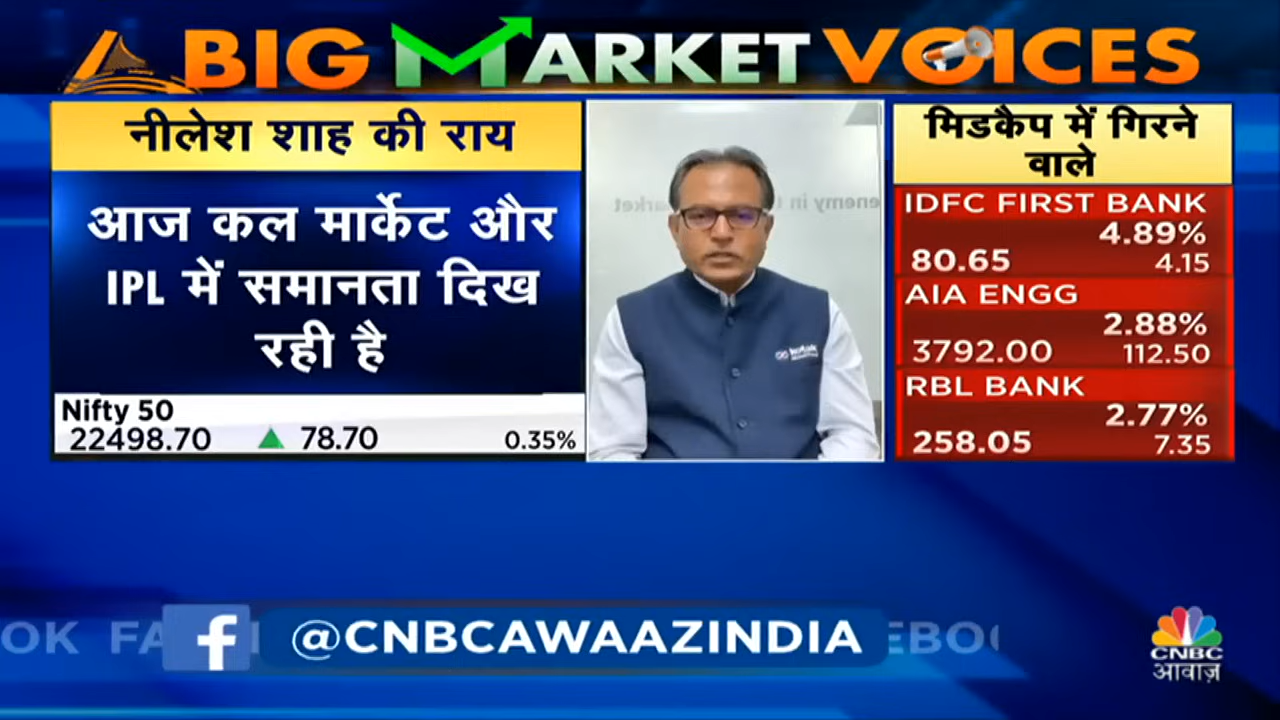 BIG MARKET VOICES
नीलेश शाह की राय
आज कल मार्केट और
IPL में समानता दिख
रही है
Nifty 50
22498.70 ▲ 78.70 0.35%
enemy in
मिडकैप में गिरने
वाले
IDFC FIRST BANK
4.89%
80.65 4.15
AIA ENGG
2.88%
3792.00 112.50
RBL BANK
2.77%
258.05 7.35
@CNBCAWAAZINDIA
CNBC
आवाज़